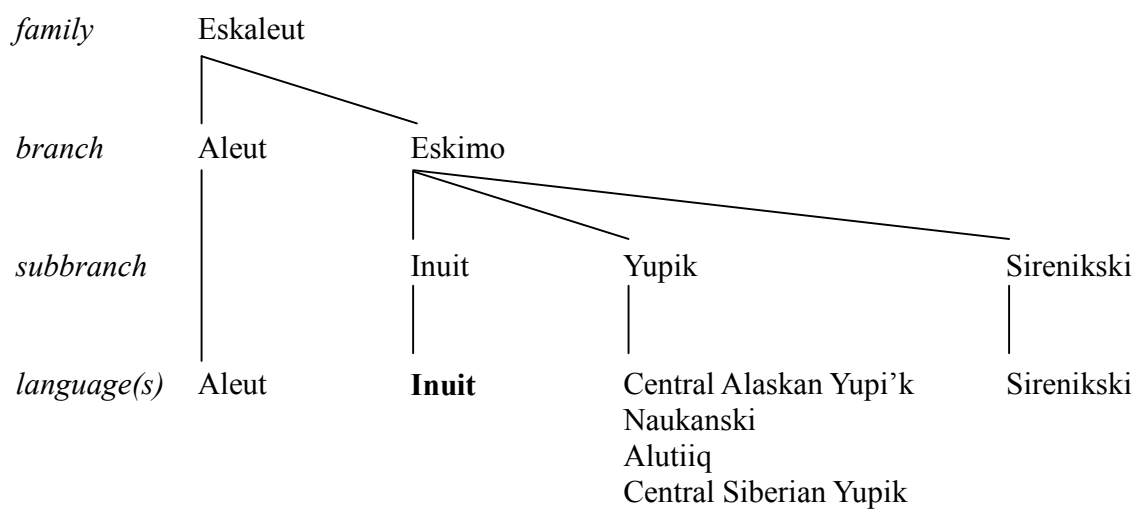 family Eskaleut
branch Aleut Eskimo
subbranch Inuit Yupik Sirenikski
language(s) Aleut Inuit Central Alaskan Yupi’k Sirenikski
Naukanski
Alutiiq
Central Siberian Yupik